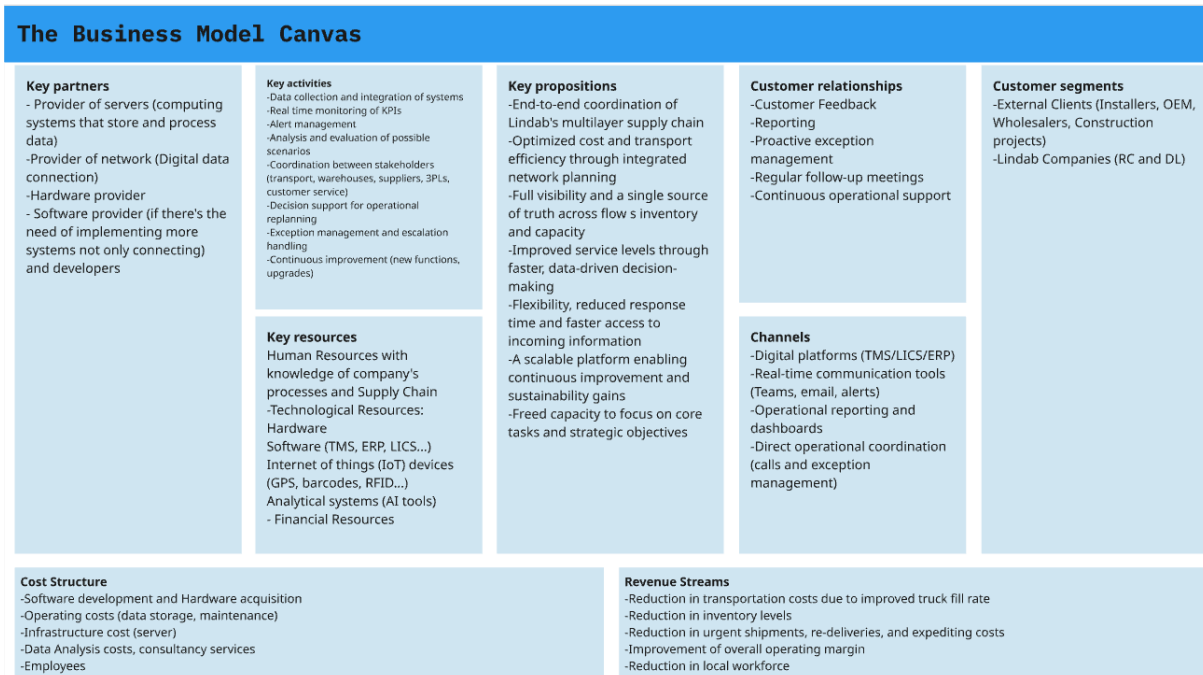 The Business Model Canvas
Key partners
- Provider of servers (computing
systems that store and process
data)
-Provider of network (Digital data
connection)
-Hardware provider
- Software provider (if there's the
need of implementing more
systems not only connecting)
and developers
Key activities
-Data collection and integration of systems
-Real time monitoring of KPIs
-Alert management
-Analysis and evaluation of possible
scenarios
-Coordination between stakeholders
(transport, warehouses, suppliers, 3PLs,
customer service)
-Decision support for operational
replanning
-Exception management and escalation
handling
-Continuous improvement (new functions,
upgrades)
Key resources
Human Resources with
knowledge of company's
processes and Supply Chain
-Technological Resources:
Hardware
Software (TMS, ERP, LICS...)
Internet of things (IoT) devices
(GPS, barcodes, RFID...)
Analytical systems (AI tools)
- Financial Resources
Key propositions
-End-to-end coordination of
Lindab's multilayer supply chain
-Optimized cost and transport
efficiency through integrated
network planning
-Full visibility and a single source
of truth across flow s inventory
and capacity
-Improved service levels through
faster, data-driven decision-
making
-Flexibility, reduced response
time and faster access to
incoming information
-A scalable platform enabling
continuous improvement and
sustainability gains
-Freed capacity to focus on core
tasks and strategic objectives
Customer relationships
-Customer Feedback
-Reporting
-Proactive exception
management
-Regular follow-up meetings
-Continuous operational support
Channels
-Digital platforms (TMS/LICS/ERP)
-Real-time communication tools
(Teams, email, alerts)
-Operational reporting and
dashboards
-Direct operational coordination
(calls and exception
management)
Customer segments
-External Clients (Installers, OEM,
Wholesalers, Construction
projects)
-Lindab Companies (RC and DL)
Cost Structure
-Software development and Hardware acquisition
-Operating costs (data storage, maintenance)
-Infrastructure cost (server)
-Data Analysis costs, consultancy services
-Employees
Revenue Streams
-Reduction in transportation costs due to improved truck fill rate
-Reduction in inventory levels
-Reduction in urgent shipments, re-deliveries, and expediting costs
-Improvement of overall operating margin
-Reduction in local workforce